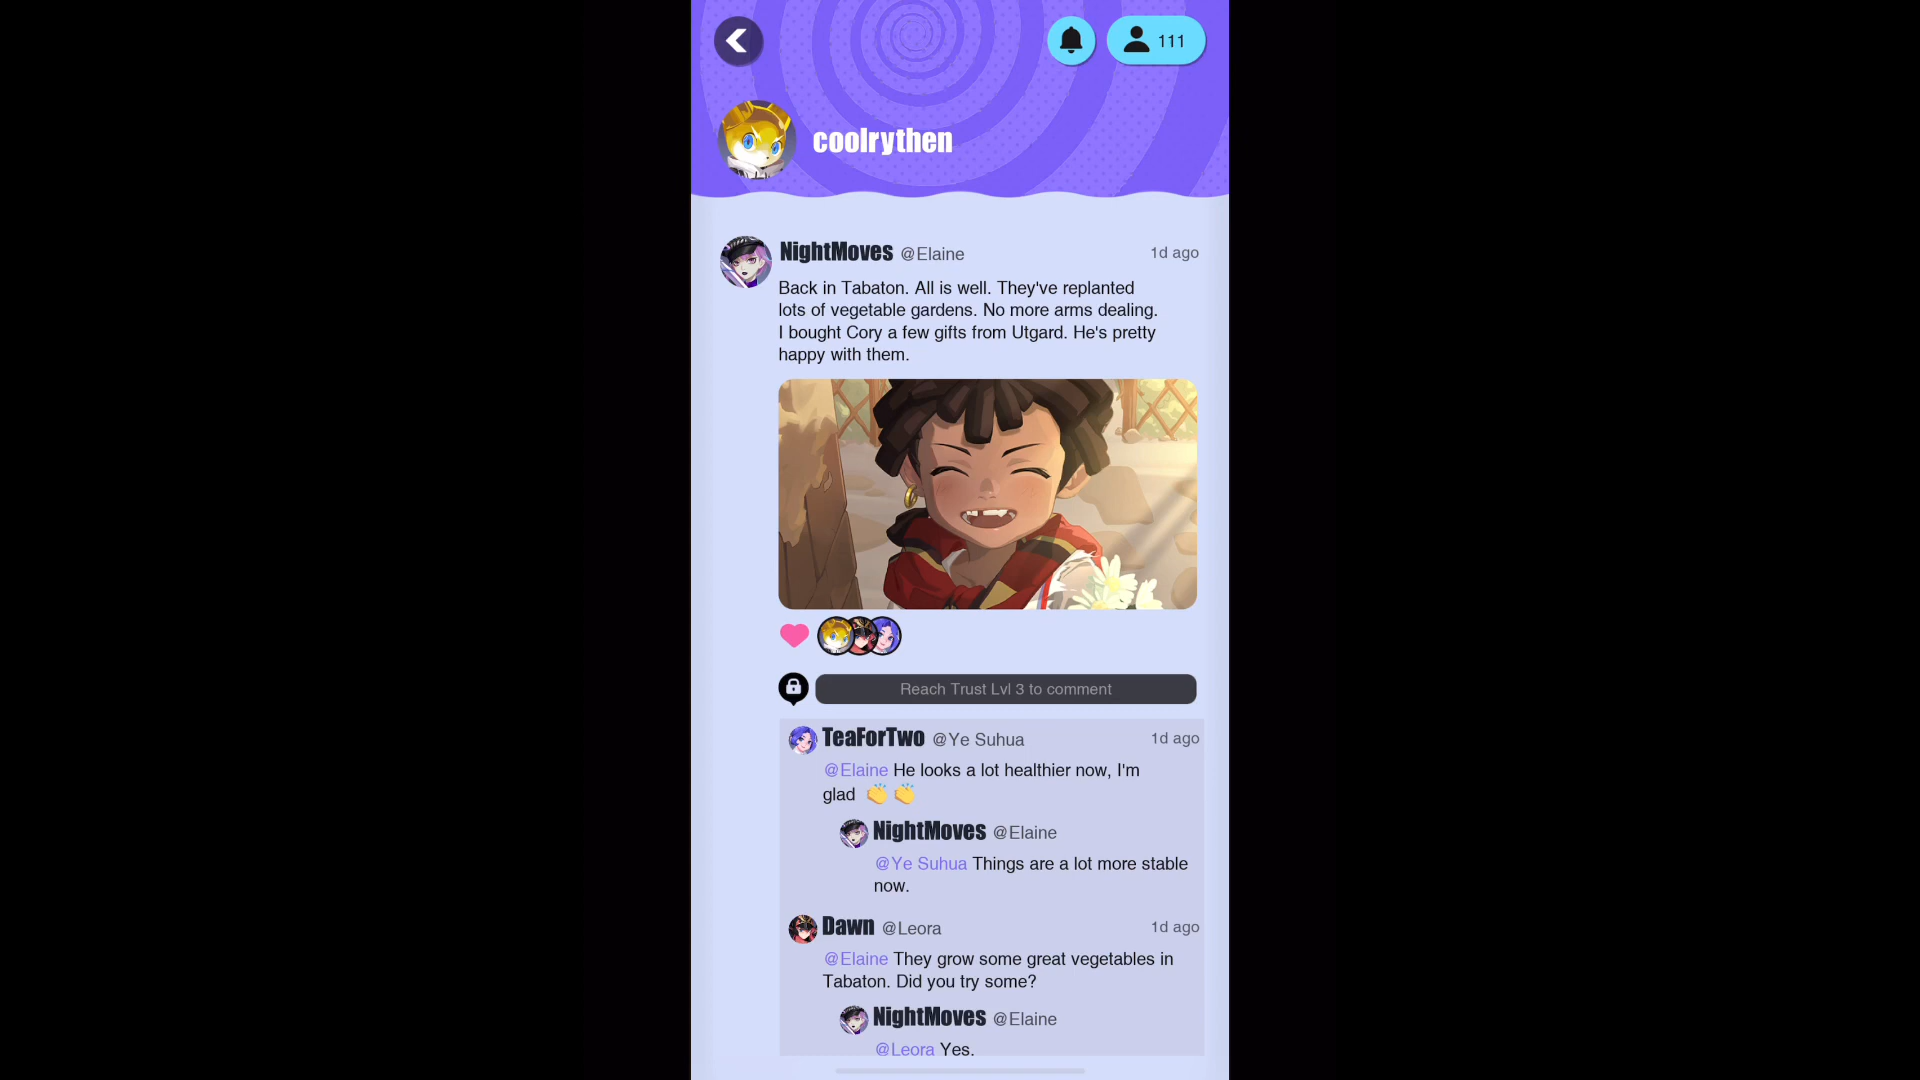 111
coolrythen
NightMoves @Elaine 1d ago
Back in Tabaton. All is well. They've replanted
lots of vegetable gardens. No more arms dealing.
I bought Cory a few gifts from Utgard. He's pretty
happy with them.
Reach Trust Lvl 3 to comment
TeaForTwo @Ye Suhua 1d ago
@Elaine He looks a lot healthier now, I'm
glad 👏 👏
NightMoves @Elaine
@Ye Suhua Things are a lot more stable
now.
Dawn @Leora 1d ago
@Elaine They grow some great vegetables in
Tabaton. Did you try some?
NightMoves @Elaine
@Leora Yes.